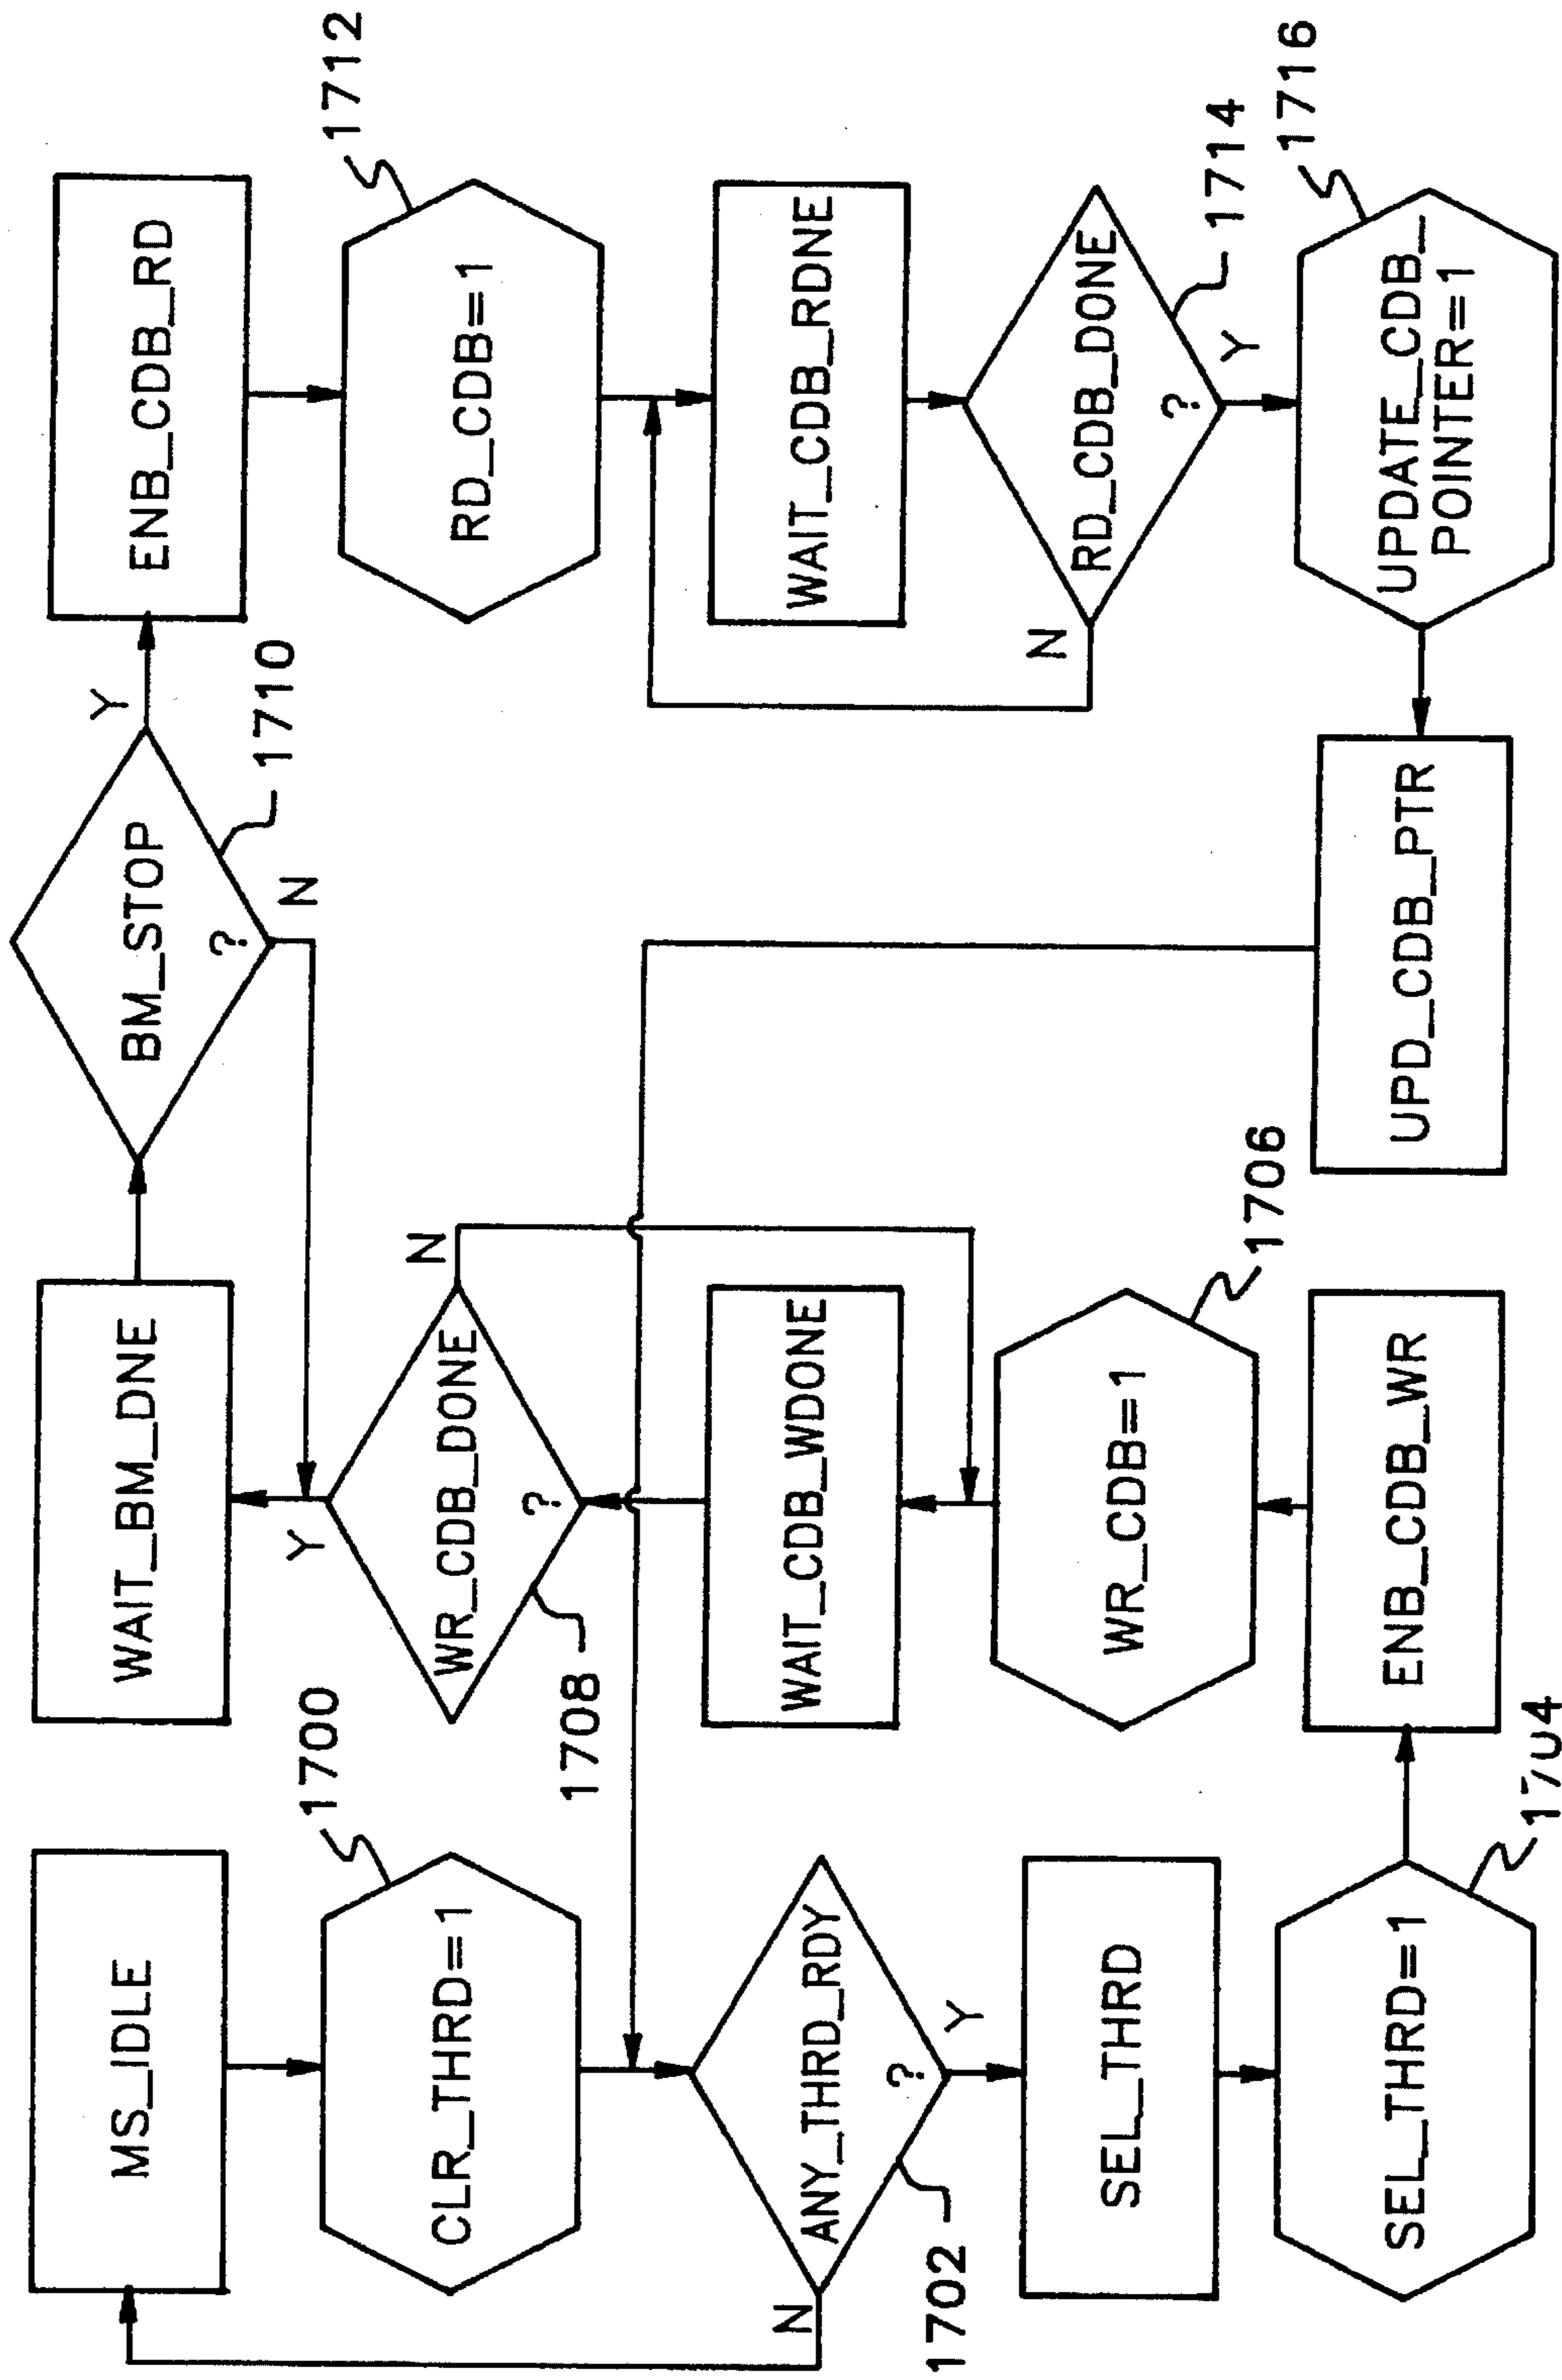 MS_IDLE
1700
CLR_THRD=1
ANY_THRD_RDY
?
N
Y
1702
SEL_THRD
SEL_THRD=1
1704
WAIT_BM_DNE
Y
WR_CDB_DONE
?
N
1708
WAIT_CDB_WDONE
WR_CDB=1
1706
ENB_CDB_WR
BM_STOP
?
Y
N
1710
UPD_CDB_PTR
ENB_CDB_RD
1712
RD_CDB=1
WAIT_CDB_RDNE
RD_CDB_DONE
?
N
Y
1714
UPDATE_CDB_
POINTER=1
1716